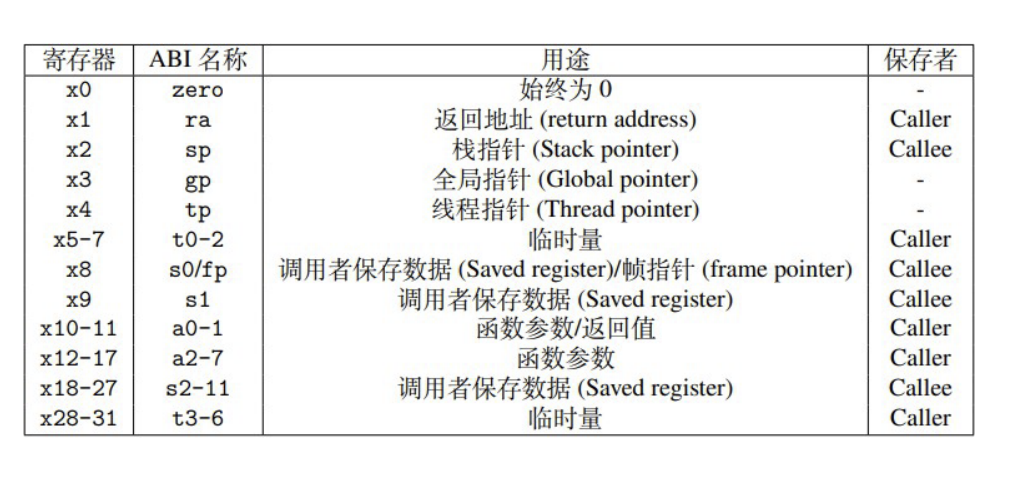 寄存器 ABI 名称 用途 保存者
x0 zero 始终为 0 -
x1 ra 返回地址 (return address) Caller
x2 sp 栈指针 (Stack pointer) Callee
x3 gp 全局指针 (Global pointer) -
x4 tp 线程指针 (Thread pointer) -
x5-7 t0-2 临时量 Caller
x8 s0/fp 调用者保存数据 (Saved register)/帧指针 (frame pointer) Callee
x9 s1 调用者保存数据 (Saved register) Callee
x10-11 a0-1 函数参数/返回值 Caller
x12-17 a2-7 函数参数 Caller
x18-27 s2-11 调用者保存数据 (Saved register) Callee
x28-31 t3-6 临时量 Caller